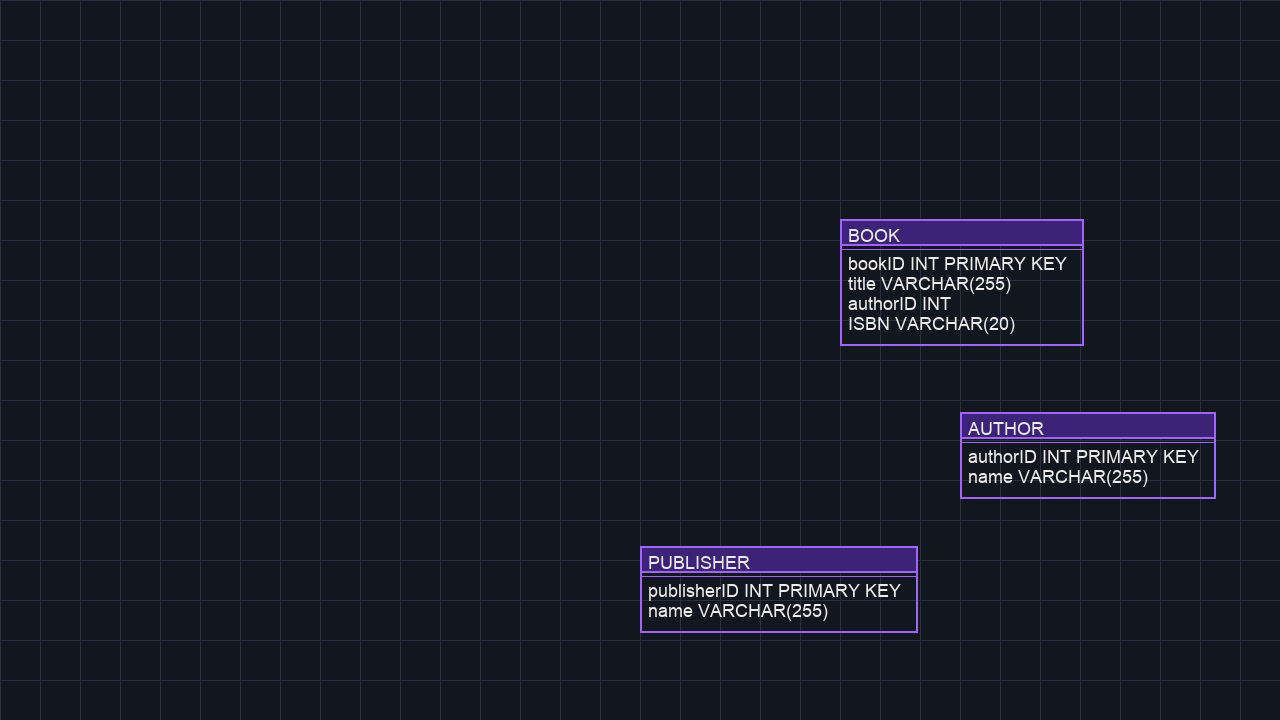 BOOK
bookID INT PRIMARY KEY
title VARCHAR(255)
authorID INT
ISBN VARCHAR(20)
AUTHOR
authorID INT PRIMARY KEY
name VARCHAR(255)
PUBLISHER
publisherID INT PRIMARY KEY
name VARCHAR(255)